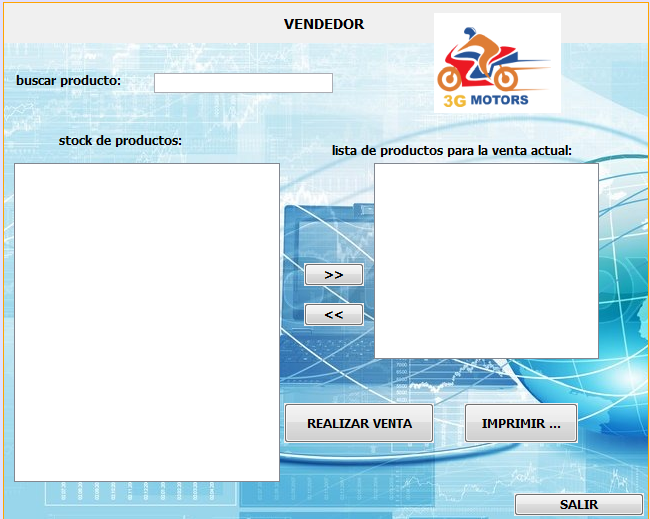 VENDEDOR
3G MOTORS
buscar producto:
stock de productos:
lista de productos para la venta actual:
>>
<<
REALIZAR VENTA
IMPRIMIR ...
SALIR